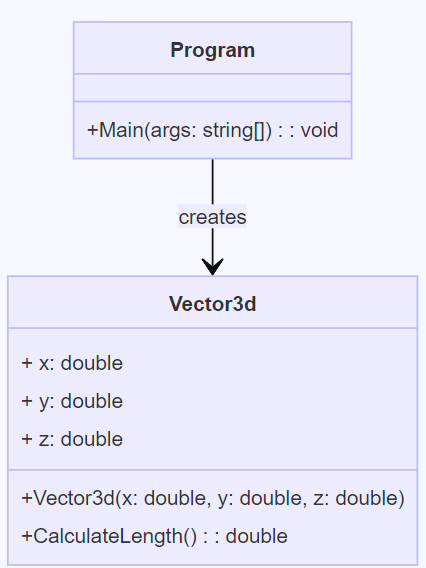 Program
+Main(args: string[]) : : void
creates
Vector3d
+ x: double
+ y: double
+ z: double
+Vector3d(x: double, y: double, z: double)
+CalculateLength() : : double